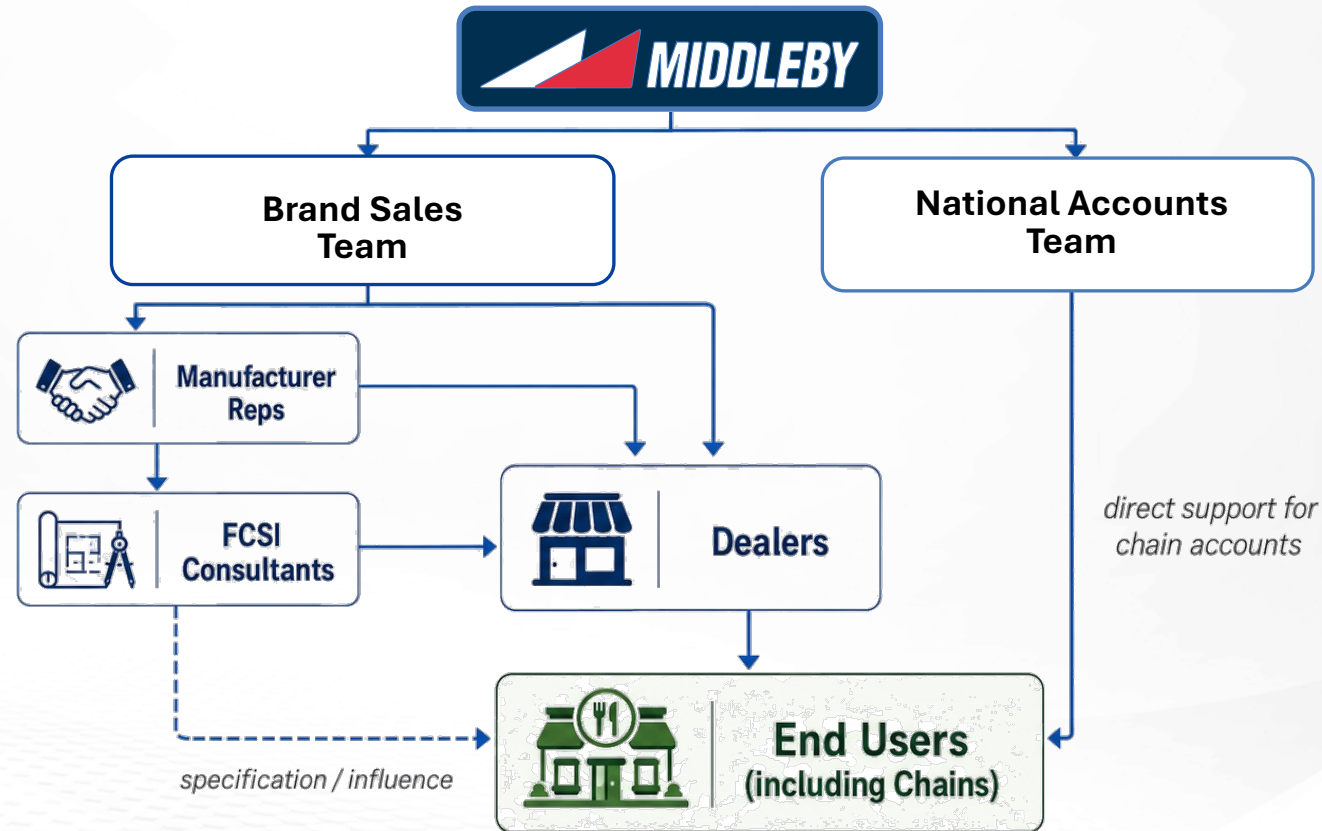 MIDDLEBY
Brand Sales
Team
National Accounts
Team
Manufacturer
Reps
FCSI
Consultants
Dealers
direct support for
chain accounts
End Users
(including Chains)
specification / influence